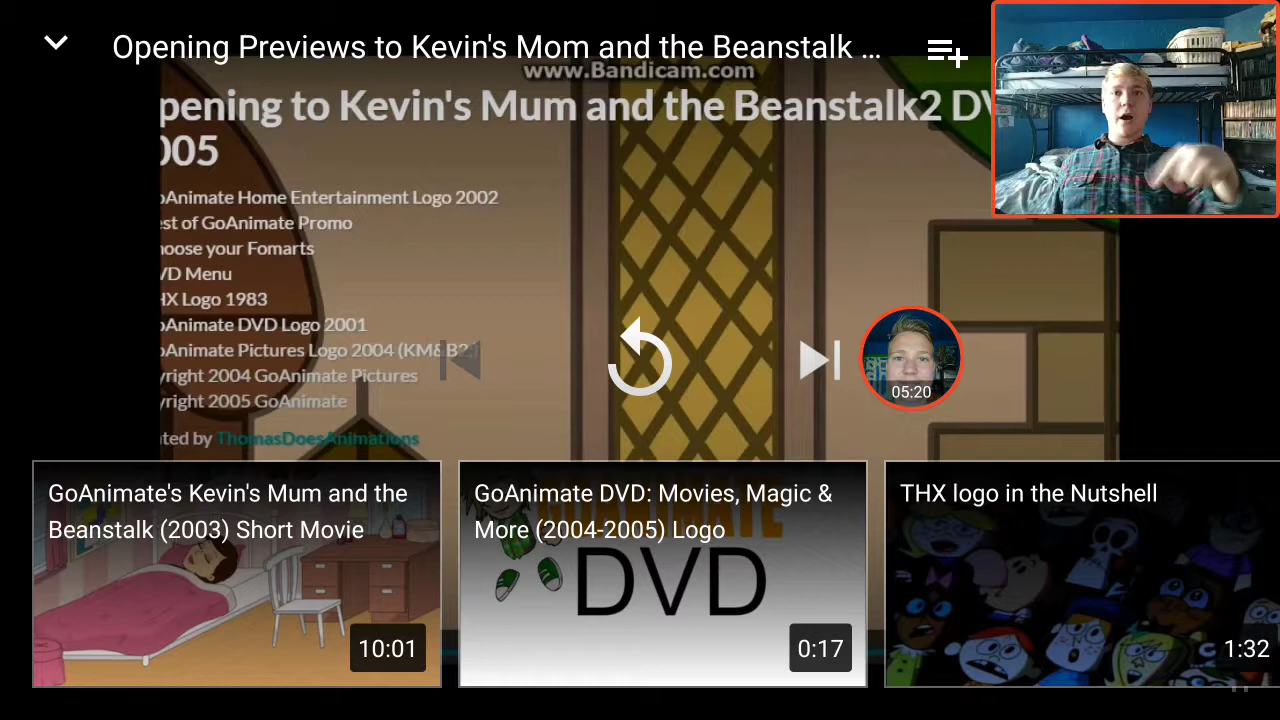 Opening Previews to Kevin's Mom and the Beanstalk ...
www.Bandicam.com
pening to Kevin's Mum and the Beanstalk2 DV
005
oAnimate Home Entertainment Logo 2002
est of GoAnimate Promo
hoose your Fomarts
VD Menu
HX Logo 1983
oAnimate DVD Logo 2001
oAnimate Pictures Logo 2004 (KM&B2;)
yright 2004 GoAnimate Pictures
yright 2005 GoAnimate
ated by ThomasDoesAnimations
05:20
GoAnimate's Kevin's Mum and the
Beanstalk (2003) Short Movie
10:01
GoAnimate DVD: Movies, Magic &
More (2004-2005) Logo
GOANIMATE
DVD
0:17
THX logo in the Nutshell
1:32